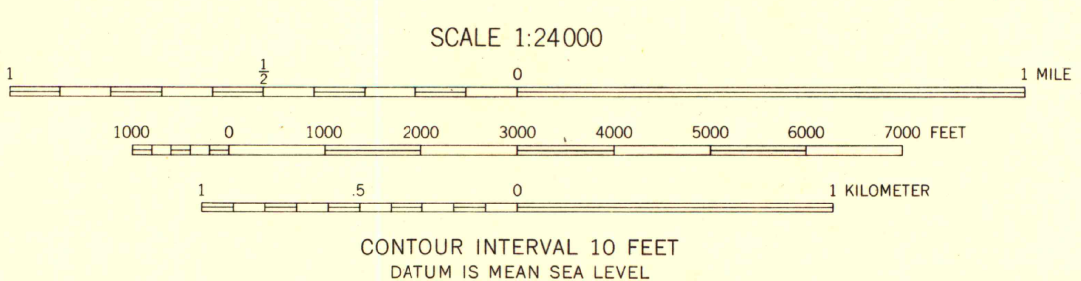 SCALE 1:24000
1 1/2 0 1 MILE
1000 0 1000 2000 3000 4000 5000 6000 7000 FEET
1 .5 0 1 KILOMETER
CONTOUR INTERVAL 10 FEET
DATUM IS MEAN SEA LEVEL